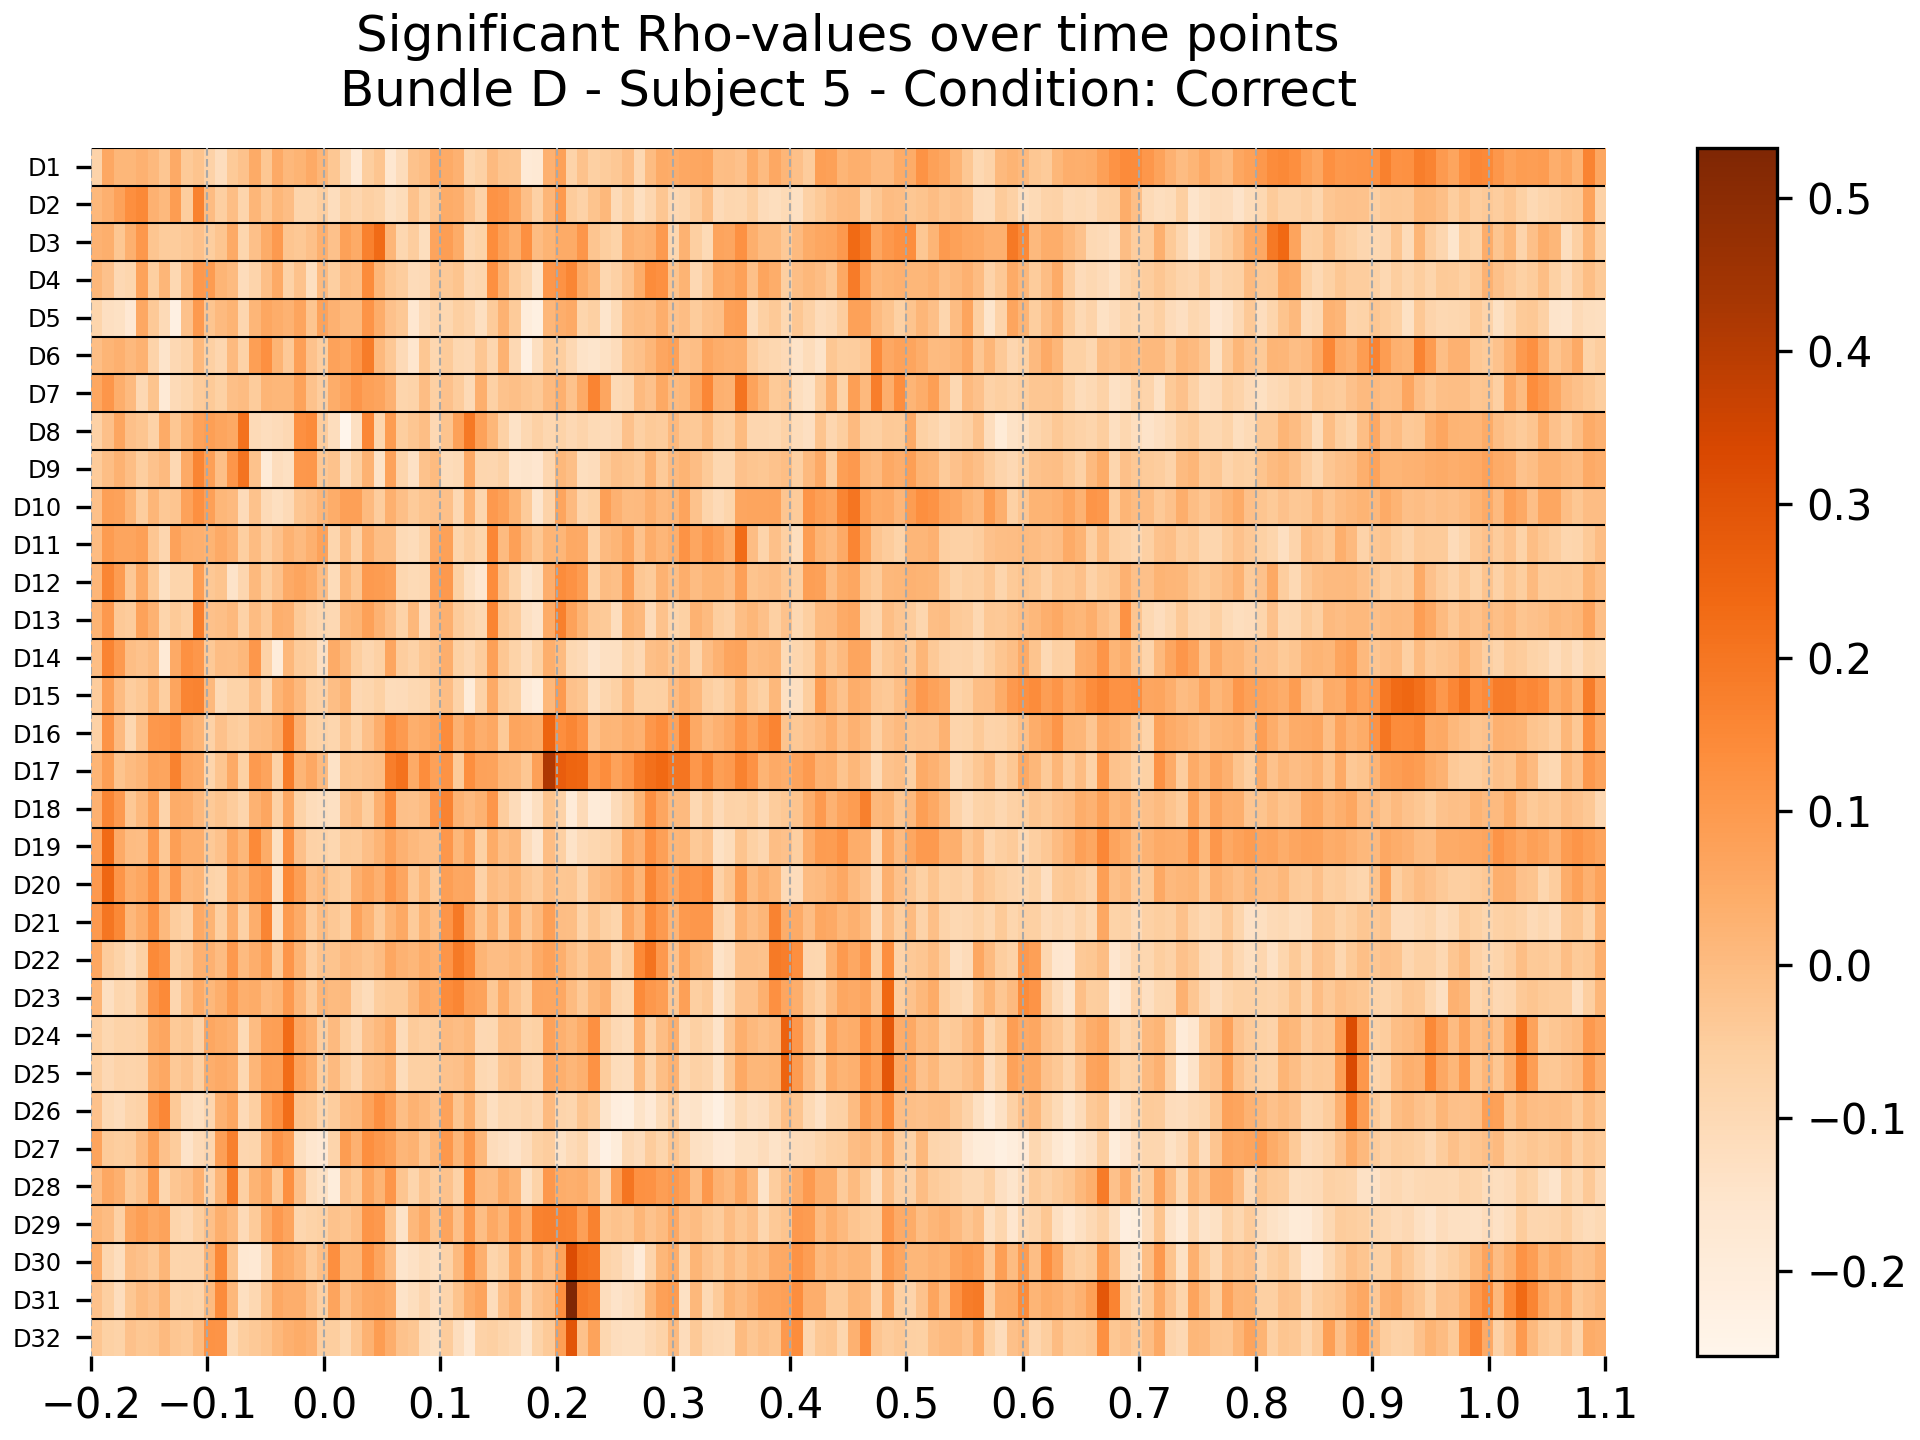 Significant Rho-values over time points
Bundle D - Subject 5 - Condition: Correct
D1
D2
D3
D4
D5
D6
D7
D8
D9
D10
D11
D12
D13
D14
D15
D16
D17
D18
D19
D20
D21
D22
D23
D24
D25
D26
D27
D28
D29
D30
D31
D32
−0.2 −0.1 0.0 0.1 0.2 0.3 0.4 0.5 0.6 0.7 0.8 0.9 1.0 1.1
0.5
0.4
0.3
0.2
0.1
0.0
−0.1
−0.2